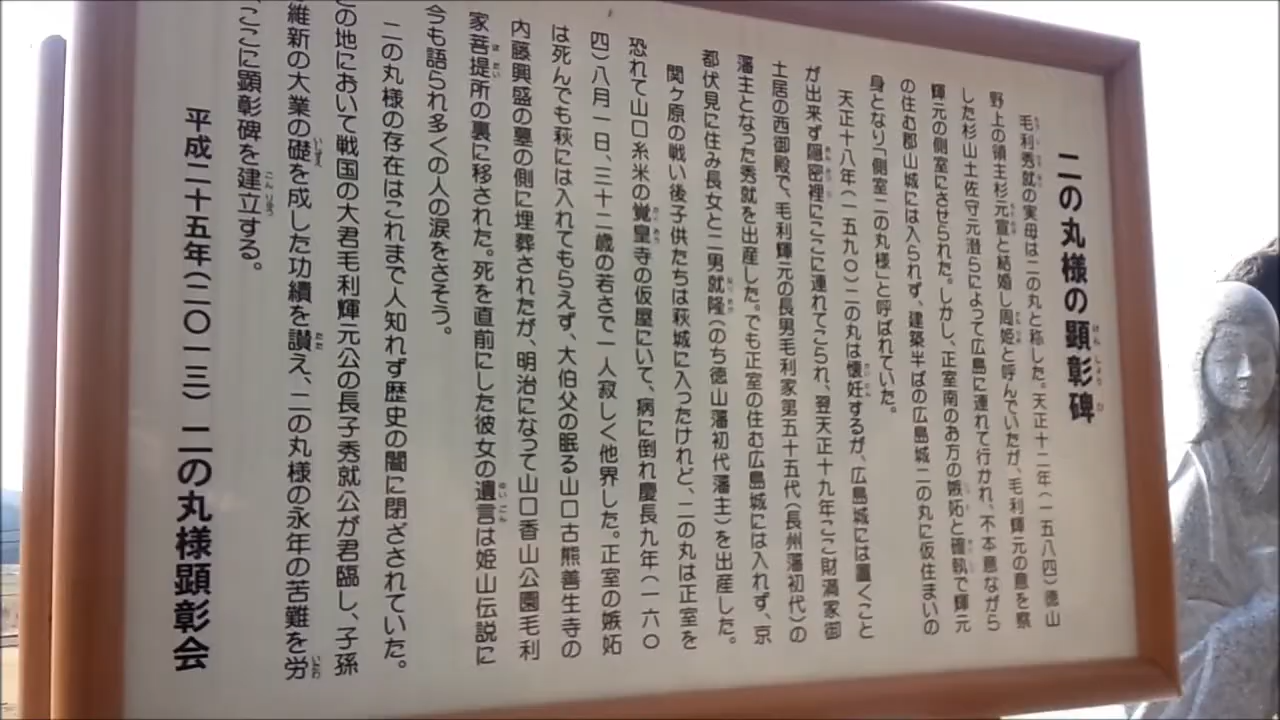 二の丸様の顕彰碑
毛利秀就の実母は二の丸と称した。天正十二年(一五八四)徳山
野上の領主杉元宣と結婚し周姫と呼んでいたが、毛利輝元の意を察
した杉山土佐守元澄らによって広島に連れて行かれ、不本意ながら
輝元の側室にさせられた。しかし、正室南のお方の嫉妬と確執で輝元
の住む郡山城には入られず、建築半ばの広島城二の丸に仮住まいの
身となり「側室二の丸様」と呼ばれていた。
天正十八年(一五九〇)二の丸は懐妊するが、広島城には置くこと
が出来ず隠密裡にここに連れてこられ、翌天正十九年ここ財満家御
土居の西御殿で、毛利輝元の長男毛利家第五十五代(長州藩初代)の
藩主となった秀就を出産した。でも正室の住む広島城には入れず、京
都伏見に住み長女と二男就隆(のち徳山藩初代藩主)を出産した。
関ヶ原の戦い後子供たちは萩城に入ったけれど、二の丸は正室を
恐れて山口糸米の覚皇寺の仮屋にいて、病に倒れ慶長九年(一六〇
四)八月一日、三十二歳の若さで一人寂しく他界した。正室の嫉妬
は死んでも萩には入れてもらえず、大伯父の眠る山口古熊善生寺の
内藤興盛の墓の側に埋葬されたが、明治になって山口香山公園毛利
家菩提所の裏に移された。死を直前にした彼女の遺言は姫山伝説に
今も語られ多くの人の涙をさそう。
二の丸様の存在はこれまで人知れず歴史の闇に閉ざされていた。
この地において戦国の大君毛利輝元公の長子秀就公が君臨し、子孫
維新の大業の礎を成した功績を讃え、二の丸様の永年の苦難を労
、ここに顕彰碑を建立する。
平成二十五年(二〇一三) 二の丸様顕彰会